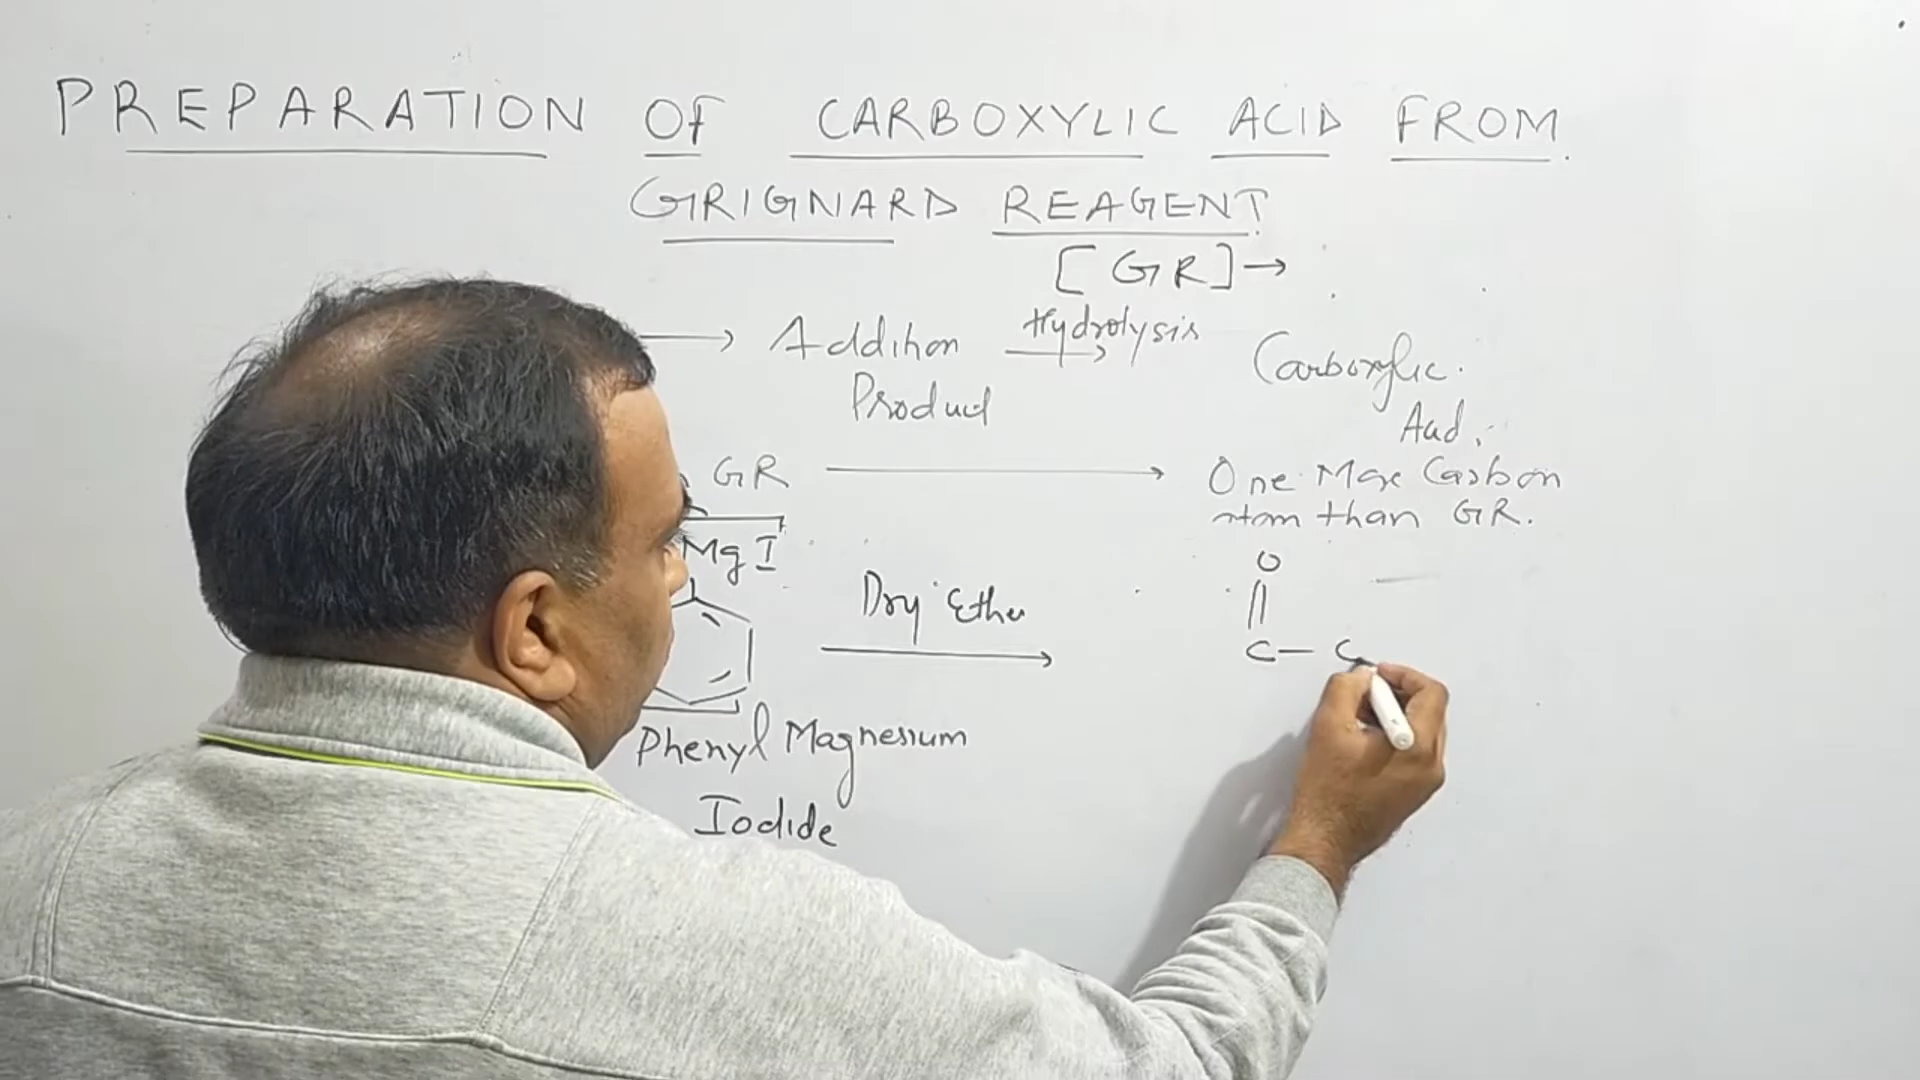 PREPARATION OF CARBOXYLIC ACID FROM
GRIGNARD REAGENT
[GR]→
→ Addition Hydrolysis → Carboxylic
Product Acid.
GR → One More Carbon
atom than GR.
MgI O
Dry Ether → ||
C—C
Phenyl Magnesium
Iodide